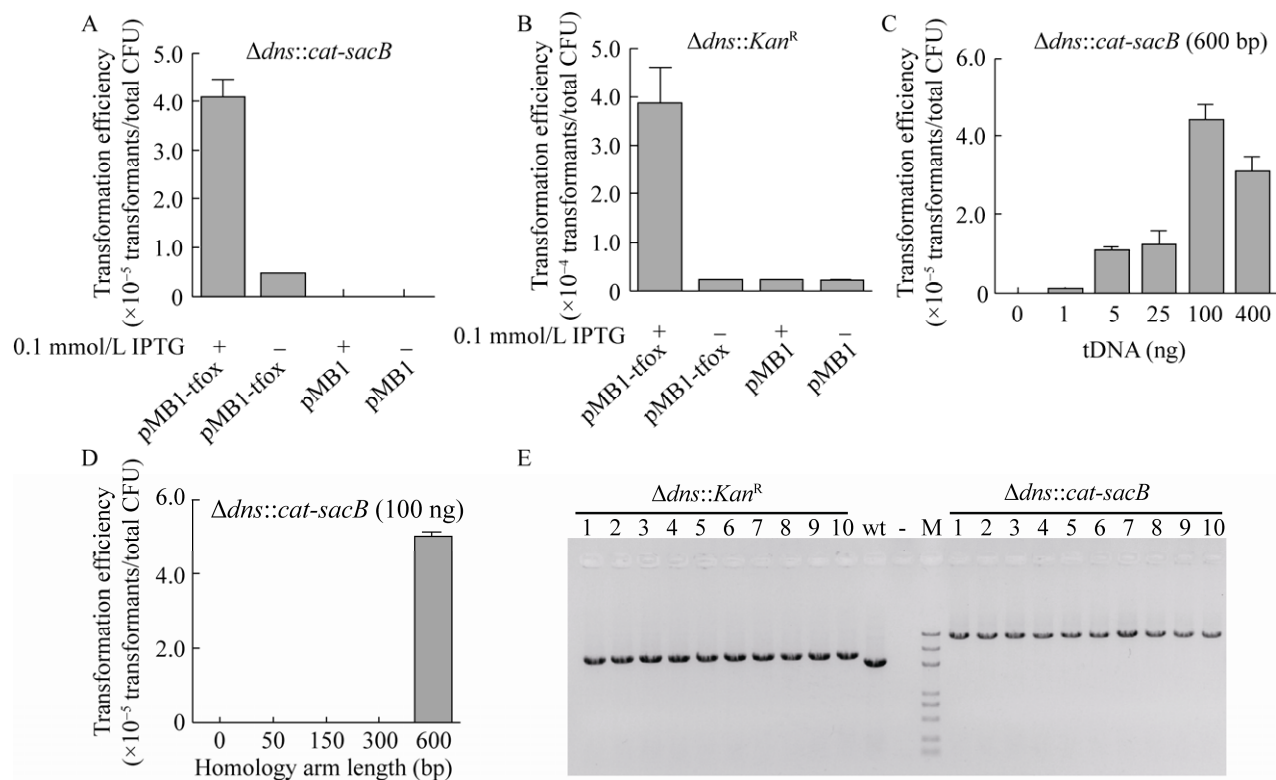 A
Δdns::cat-sacB
Transformation efficiency
(×10⁻⁵ transformants/total CFU)
5.0
4.0
3.0
2.0
1.0
0
0.1 mmol/L IPTG + – + –
pMB1-tfox pMB1-tfox pMB1 pMB1
B
Δdns::Kanᴿ
Transformation efficiency
(×10⁻⁴ transformants/total CFU)
5.0
4.0
3.0
2.0
1.0
0
0.1 mmol/L IPTG + – + –
pMB1-tfox pMB1-tfox pMB1 pMB1
C
Δdns::cat-sacB (600 bp)
Transformation efficiency
(×10⁻⁵ transformants/total CFU)
6.0
4.0
2.0
0
0 1 5 25 100 400
tDNA (ng)
D
Δdns::cat-sacB (100 ng)
Transformation efficiency
(×10⁻⁵ transformants/total CFU)
6.0
4.0
2.0
0
0 50 150 300 600
Homology arm length (bp)
E
Δdns::Kanᴿ Δdns::cat-sacB
1 2 3 4 5 6 7 8 9 10 wt - M 1 2 3 4 5 6 7 8 9 10